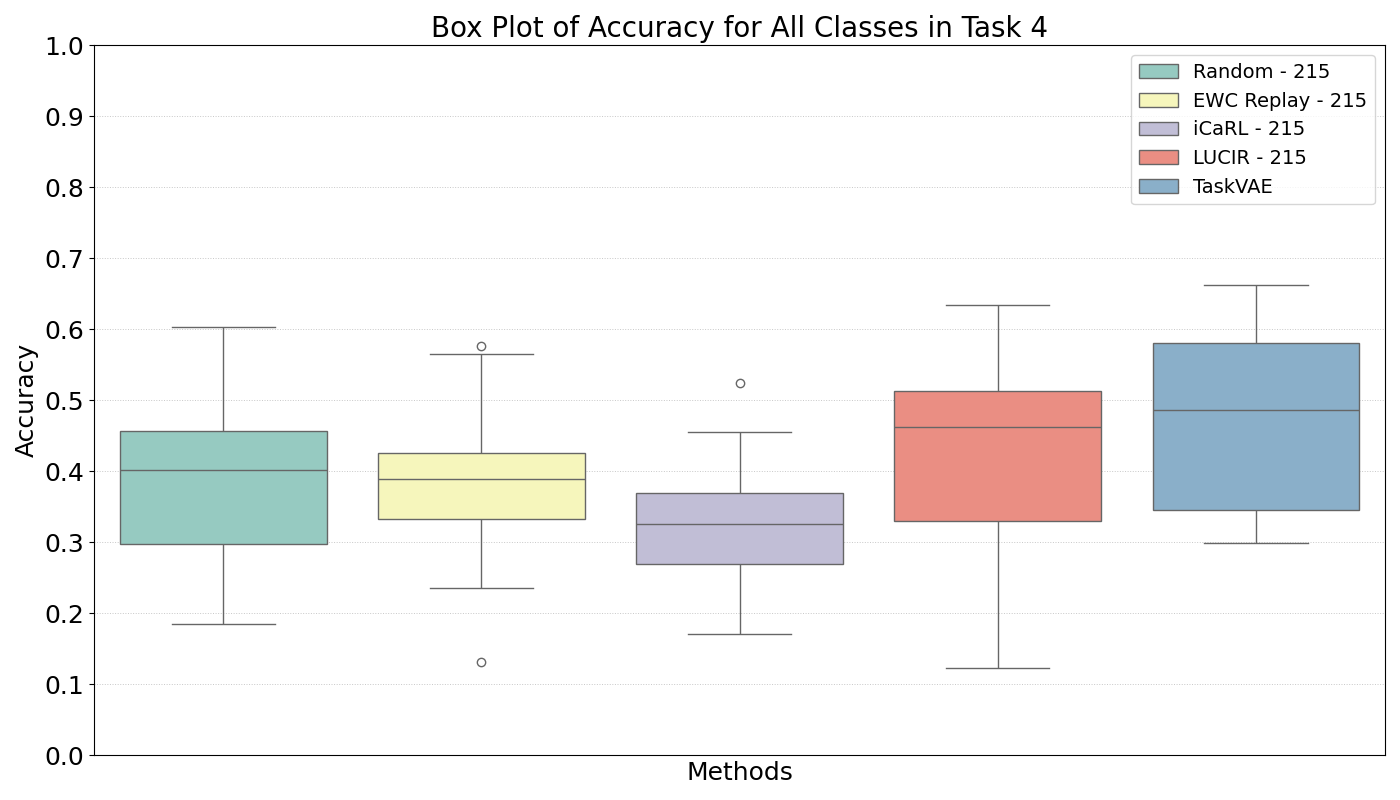 Box Plot of Accuracy for All Classes in Task 4
1.0
0.9
0.8
0.7
0.6
0.5
0.4
0.3
0.2
0.1
0.0
Accuracy
Methods
Random - 215
EWC Replay - 215
iCaRL - 215
LUCIR - 215
TaskVAE